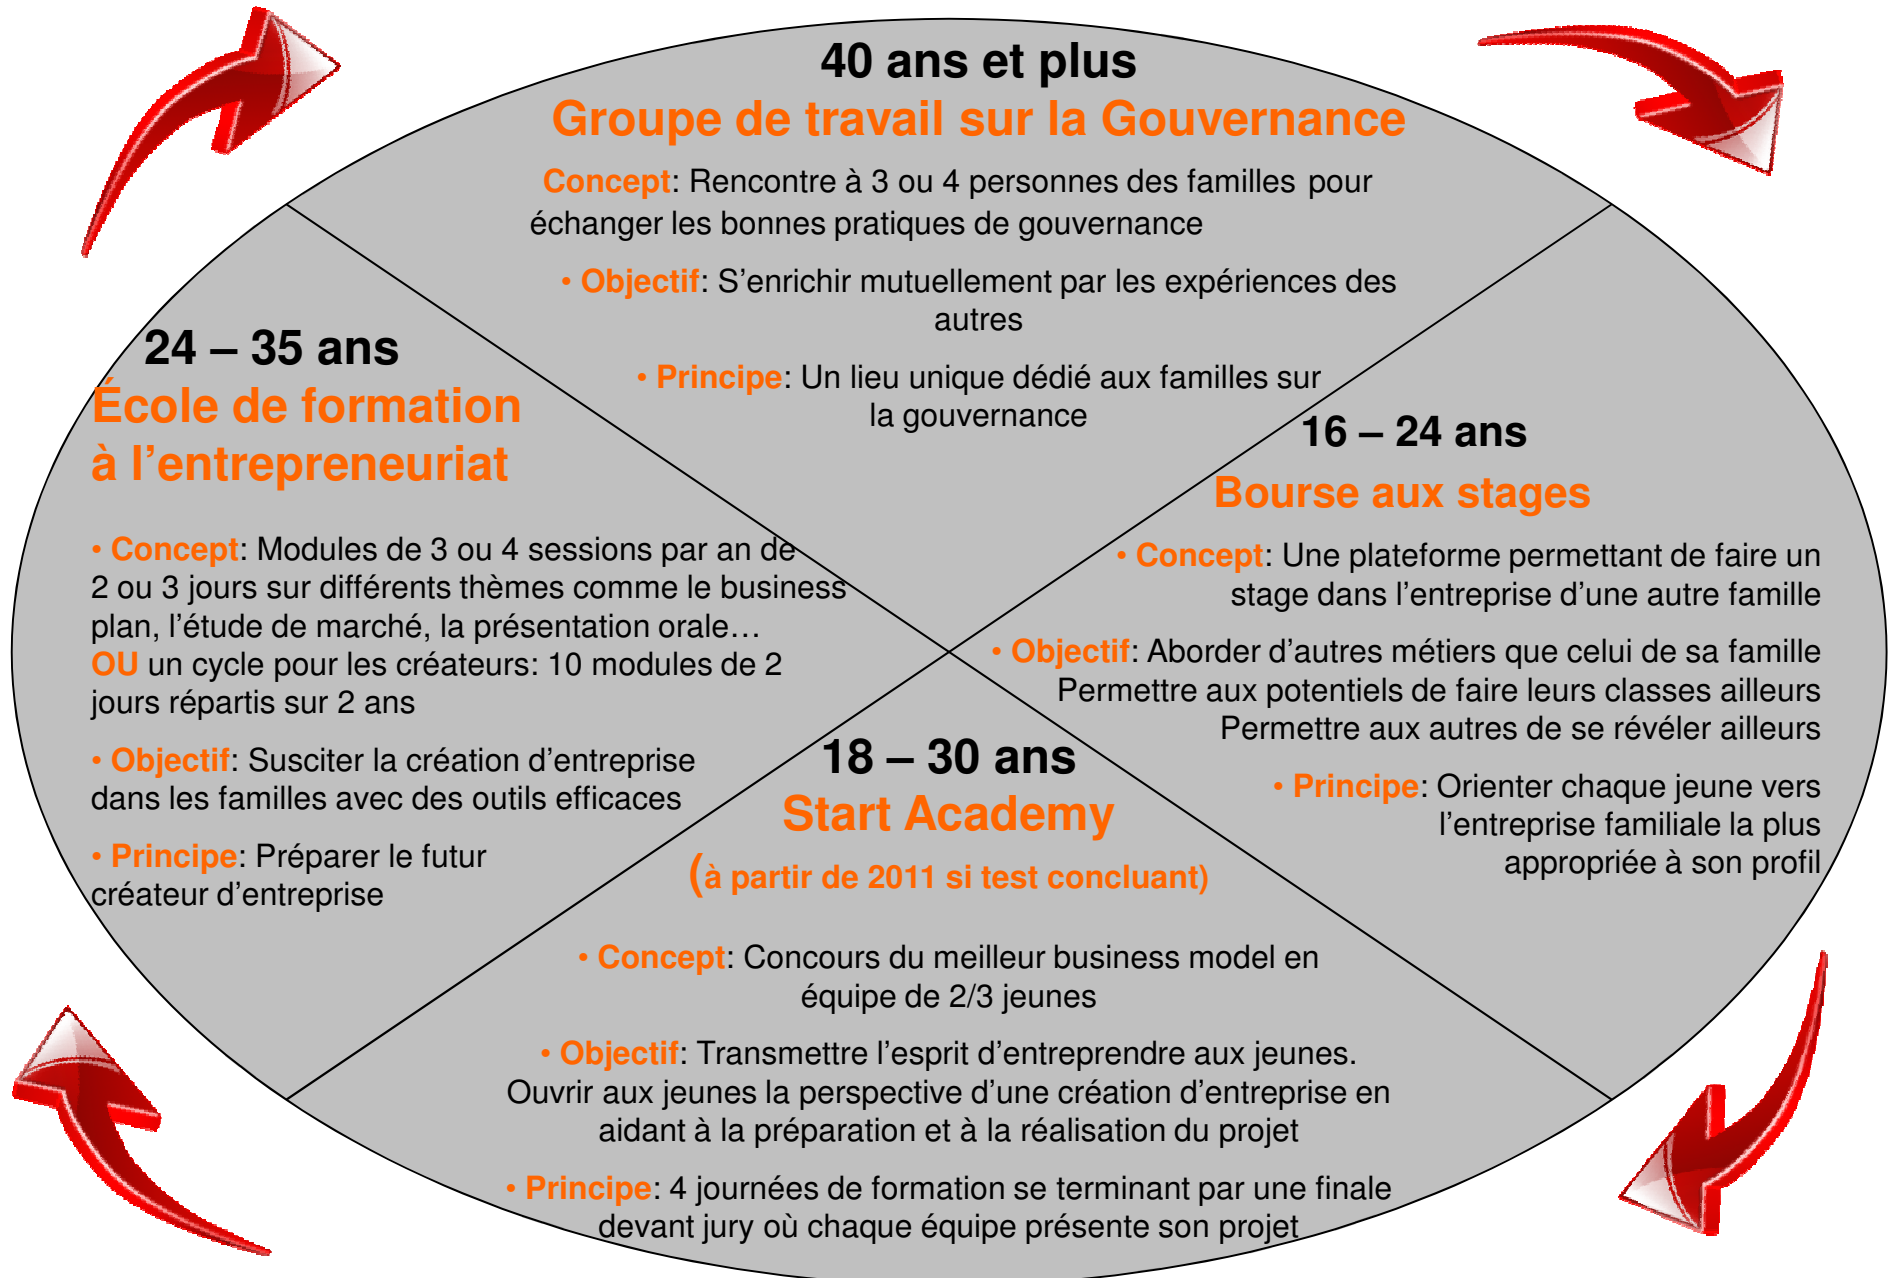 40 ans et plus
Groupe de travail sur la Gouvernance
Concept: Rencontre à 3 ou 4 personnes des familles pour
échanger les bonnes pratiques de gouvernance
• Objectif: S’enrichir mutuellement par les expériences des
autres
• Principe: Un lieu unique dédié aux familles sur
la gouvernance
24 – 35 ans
École de formation
à l’entrepreneuriat
• Concept: Modules de 3 ou 4 sessions par an de
2 ou 3 jours sur différents thèmes comme le business
plan, l’étude de marché, la présentation orale…
OU un cycle pour les créateurs: 10 modules de 2
jours répartis sur 2 ans
• Objectif: Susciter la création d’entreprise
dans les familles avec des outils efficaces
• Principe: Préparer le futur
créateur d’entreprise
16 – 24 ans
Bourse aux stages
• Concept: Une plateforme permettant de faire un
stage dans l’entreprise d’une autre famille
• Objectif: Aborder d’autres métiers que celui de sa famille
Permettre aux potentiels de faire leurs classes ailleurs
Permettre aux autres de se révéler ailleurs
• Principe: Orienter chaque jeune vers
l’entreprise familiale la plus
appropriée à son profil
18 – 30 ans
Start Academy
(à partir de 2011 si test concluant)
• Concept: Concours du meilleur business model en
équipe de 2/3 jeunes
• Objectif: Transmettre l’esprit d’entreprendre aux jeunes.
Ouvrir aux jeunes la perspective d’une création d’entreprise en
aidant à la préparation et à la réalisation du projet
• Principe: 4 journées de formation se terminant par une finale
devant jury où chaque équipe présente son projet